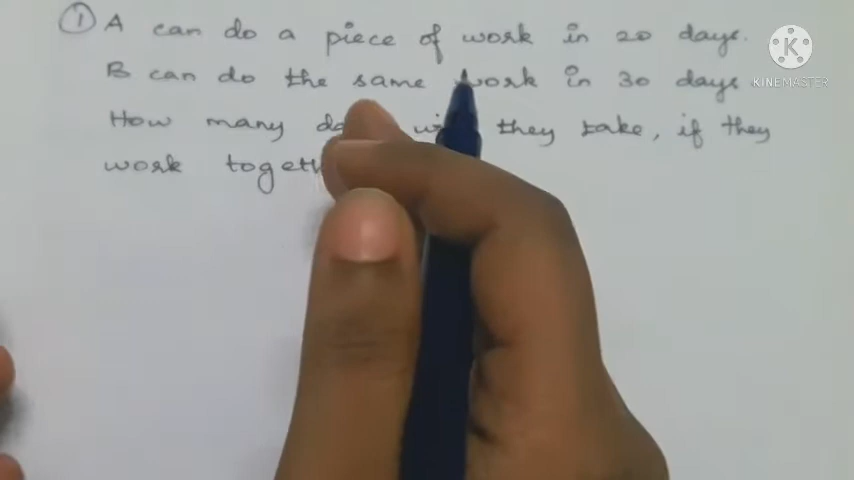 ① A can do a piece of work in 20 days.
B can do the same work in 30 days
How many they take, if they
work
KINEMASTER